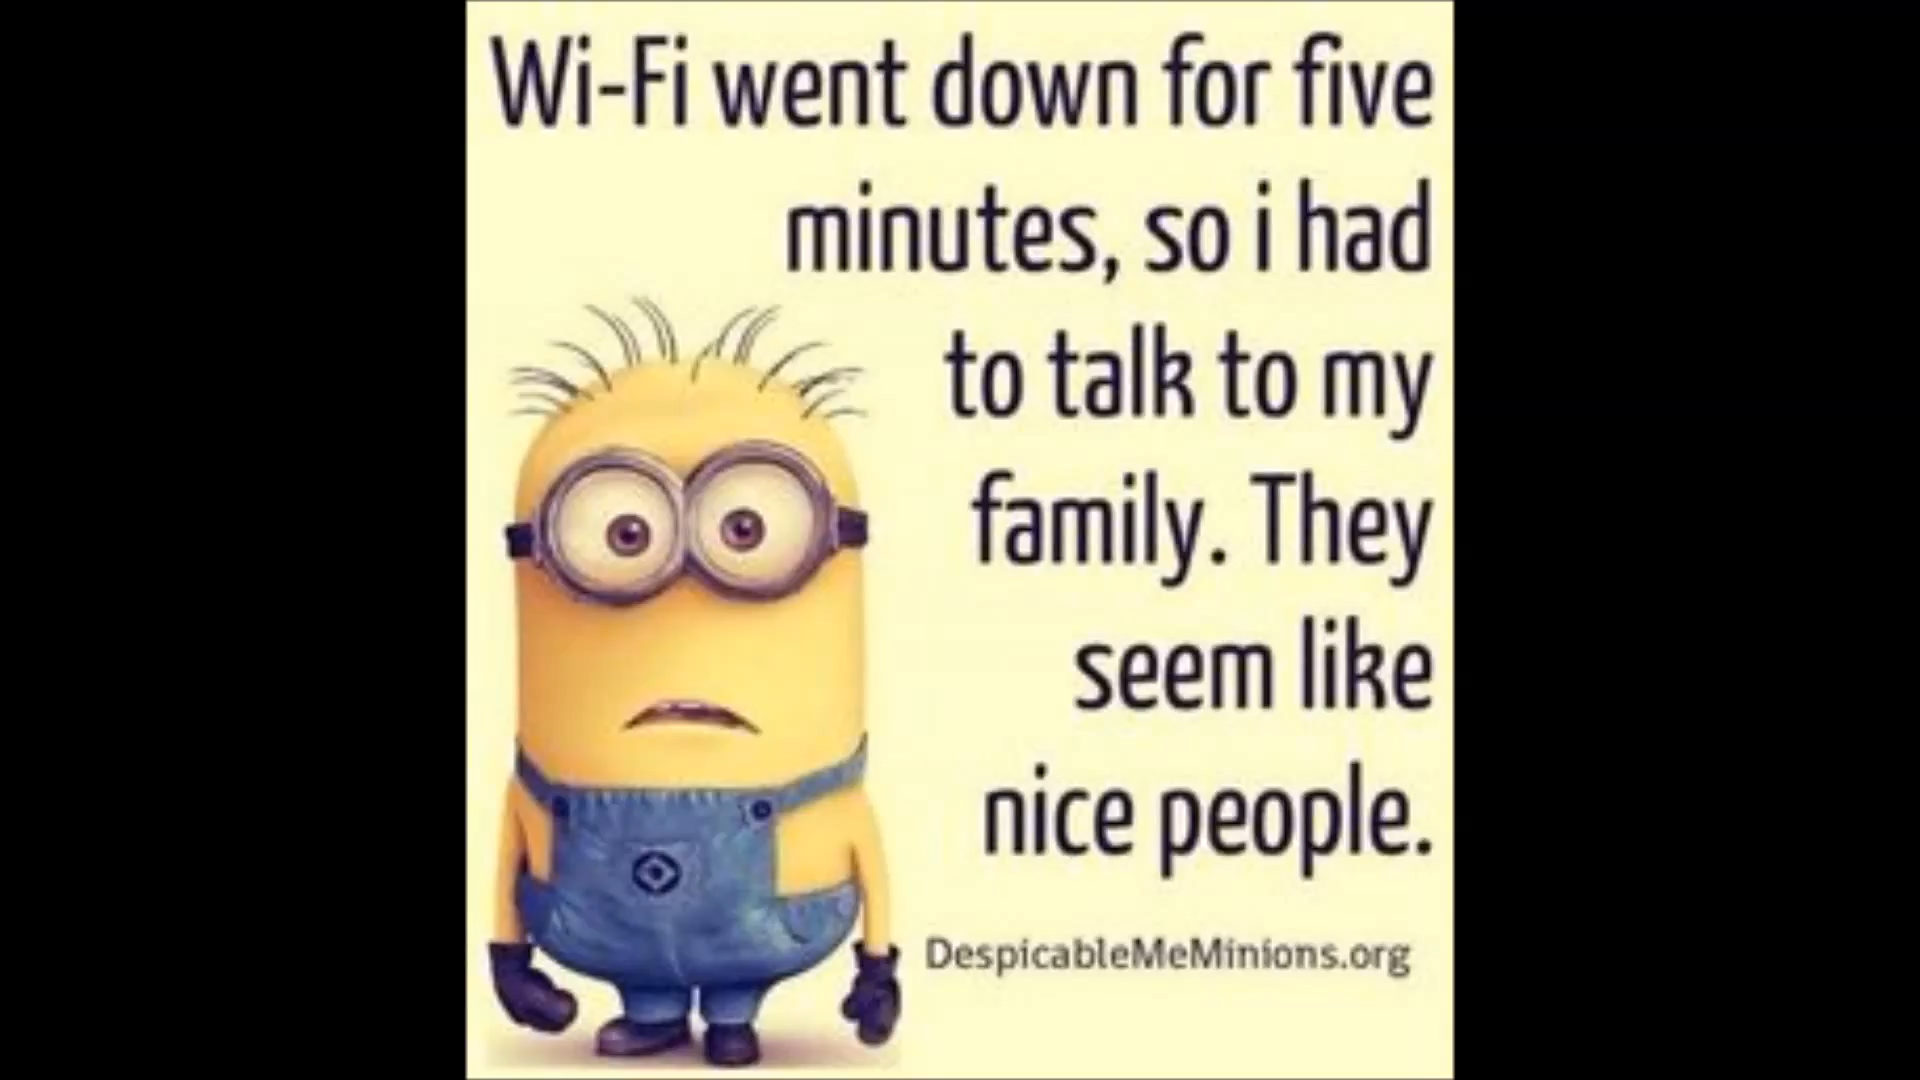 Wi-Fi went down for five
minutes, so i had
to talk to my
family. They
seem like
nice people.
DespicableMeMinions.org